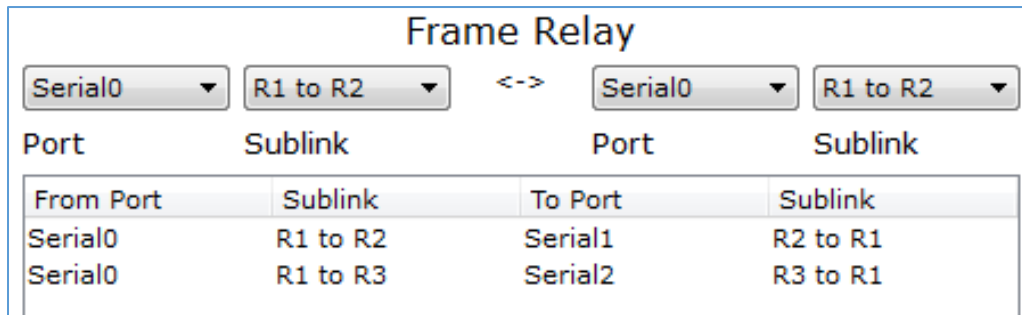 Frame Relay
Serial0 R1 to R2 <-> Serial0 R1 to R2
Port Sublink Port Sublink
From Port Sublink To Port Sublink
Serial0 R1 to R2 Serial1 R2 to R1
Serial0 R1 to R3 Serial2 R3 to R1